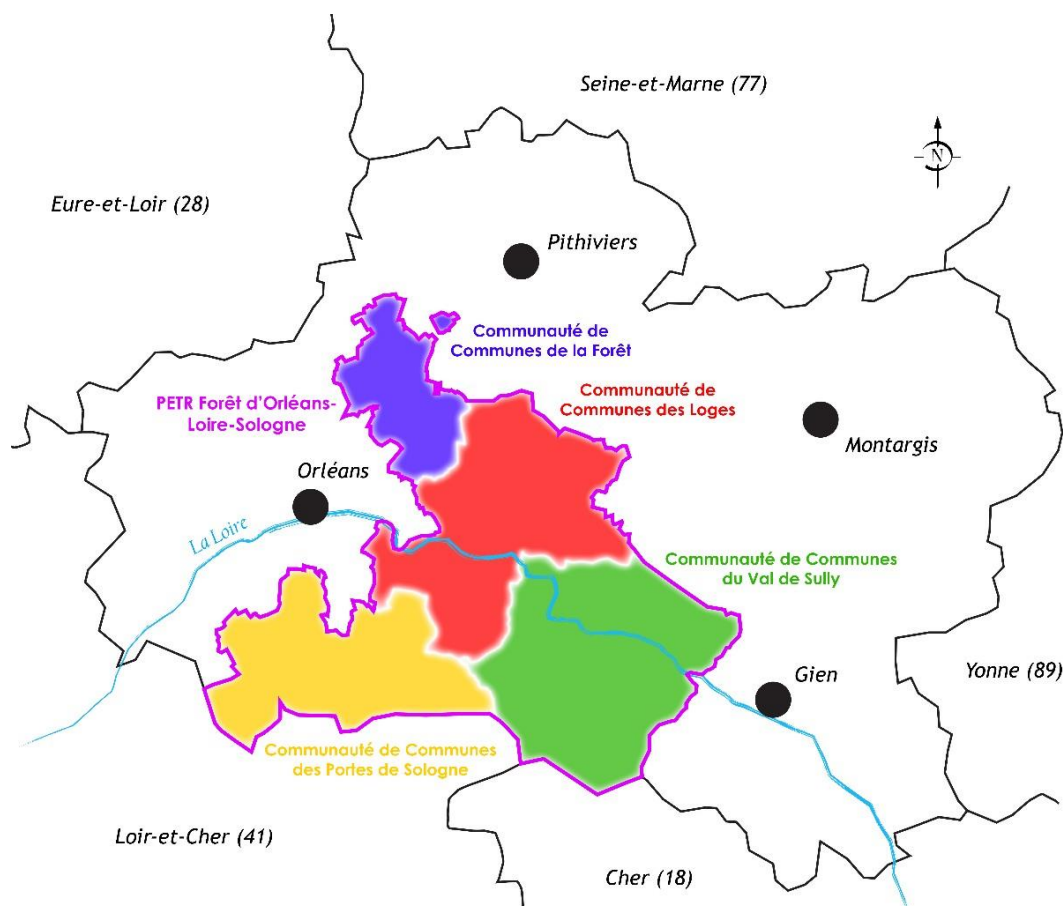 Seine-et-Marne (77)
N
Eure-et-Loir (28)
Pithiviers
Communauté de
Communes de la Forêt
Communauté de
Communes des Loges
PETR Forêt d'Orléans-
Loire-Sologne
Montargis
Orléans
La Loire
Communauté de Communes
du Val de Sully
Gien
Yonne (89)
Communauté de Communes
des Portes de Sologne
Loir-et-Cher (41)
Cher (18)